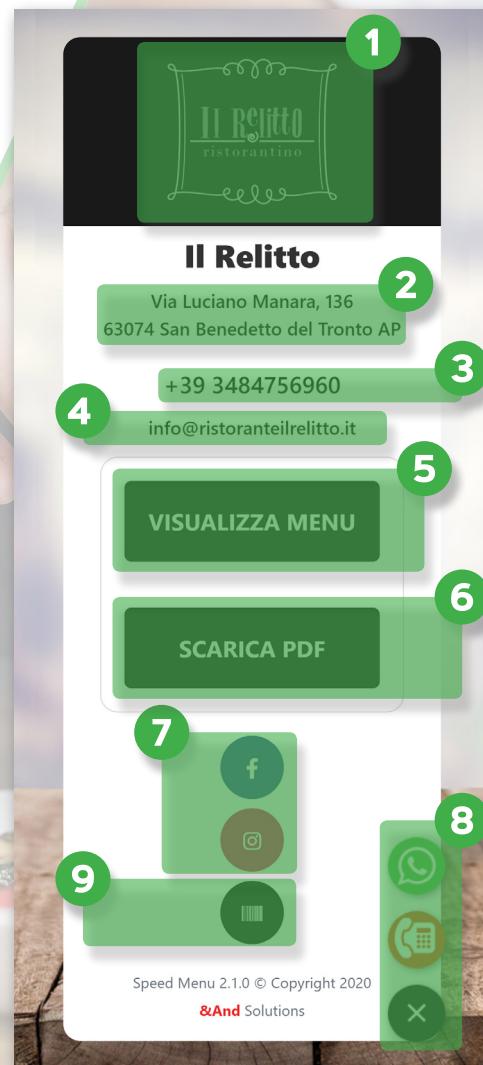 1
Il Relitto
ristorantino
Il Relitto
2
Via Luciano Manara, 136
63074 San Benedetto del Tronto AP
3
+39 3484756960
4
info@ristoranteilrelitto.it
5
VISUALIZZA MENU
6
SCARICA PDF
7
8
9
Speed Menu 2.1.0 © Copyright 2020
&And Solutions